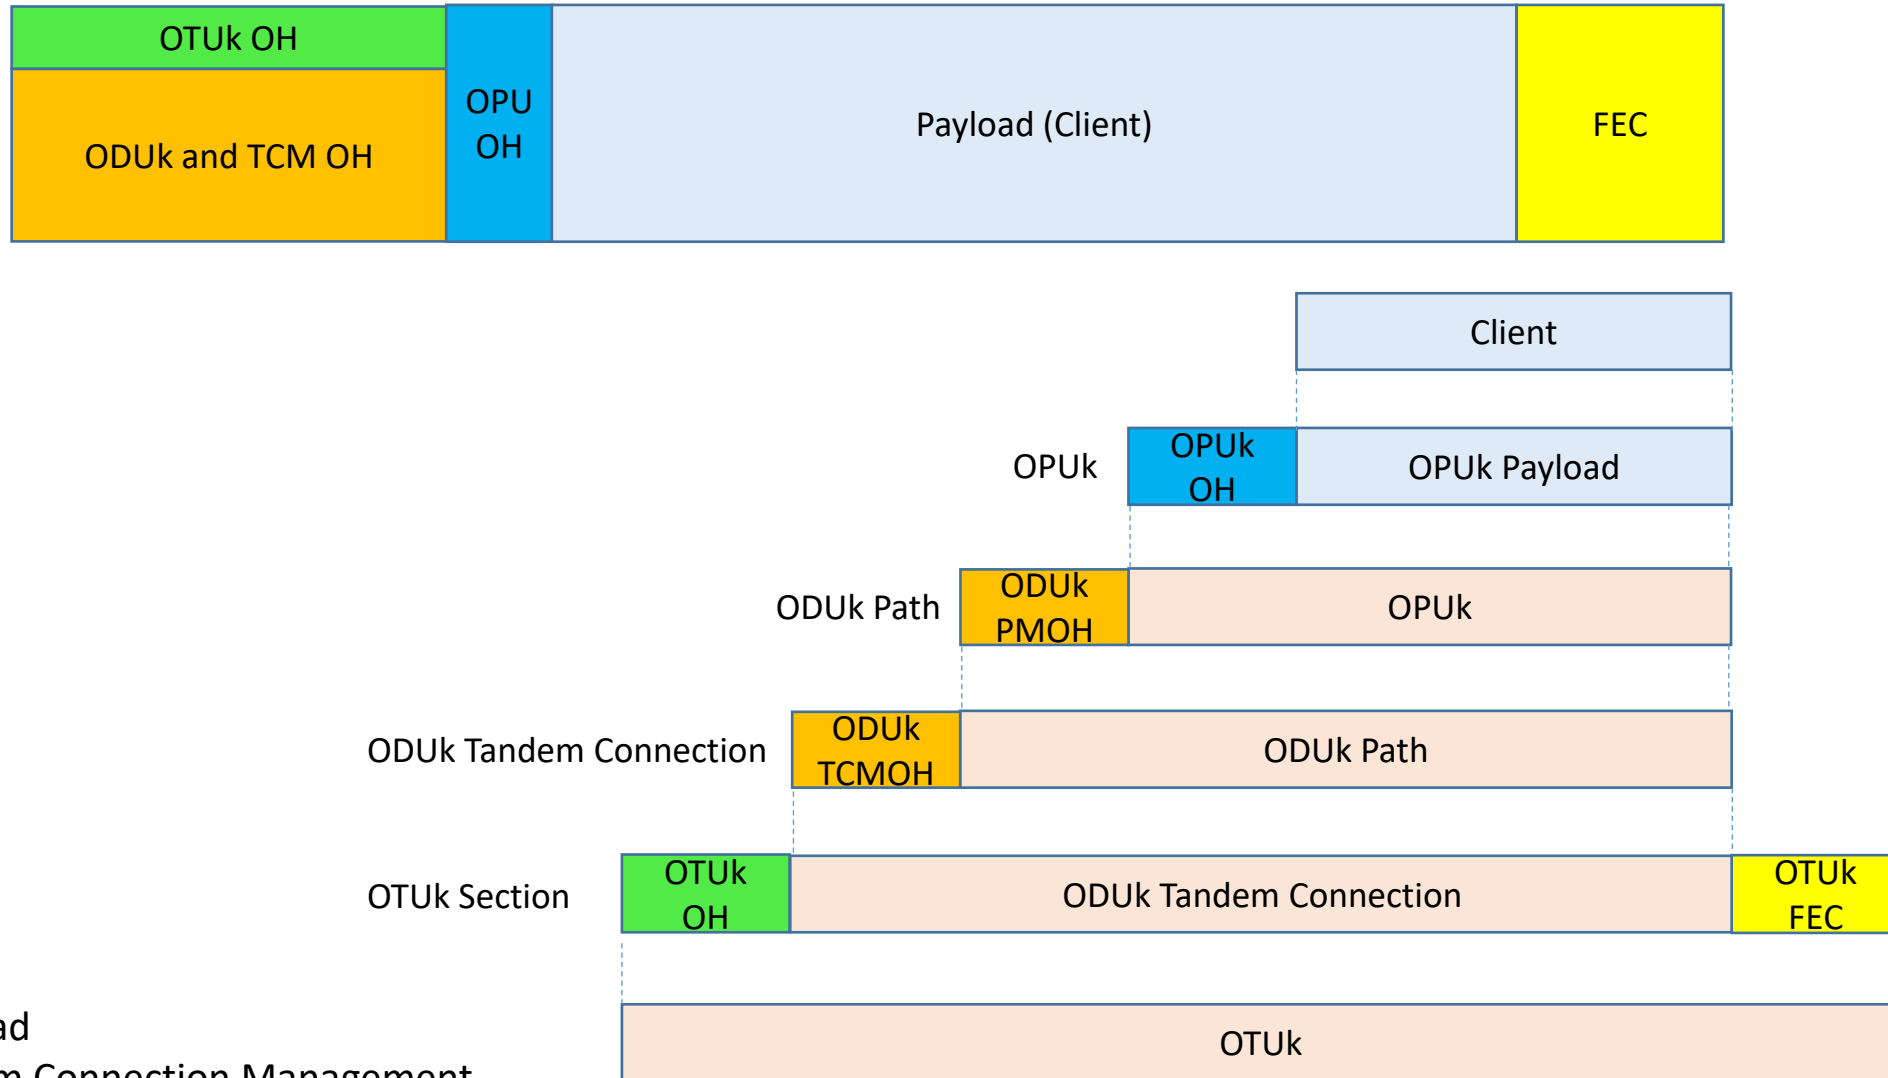 OTUk OH
ODUk and TCM OH
OPU
OH
Payload (Client)
FEC
Client
OPUk
OPUk
OH
OPUk Payload
ODUk Path
ODUk
PMOH
OPUk
ODUk Tandem Connection
ODUk
TCMOH
ODUk Path
OTUk Section
OTUk
OH
ODUk Tandem Connection
OTUk
FEC
OTUk
Connection Management